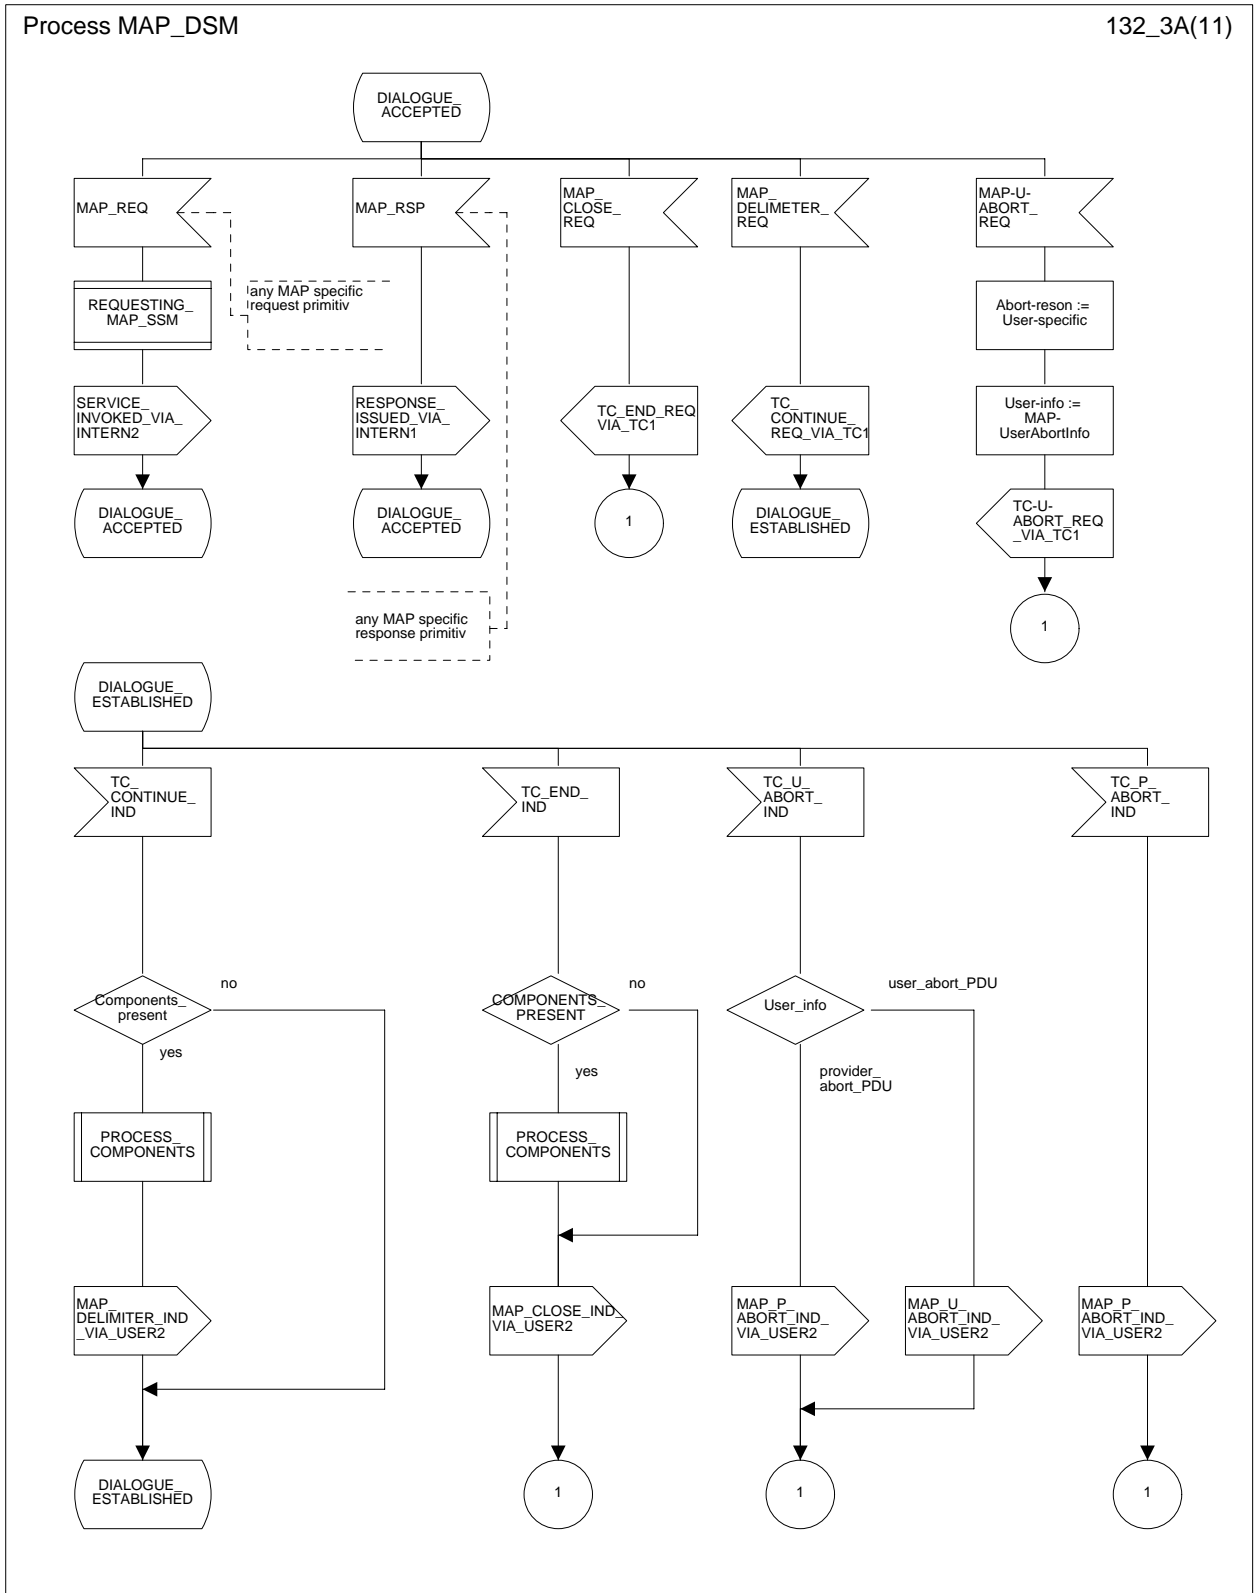 Process MAP_DSM
132_3A(11)
DIALOGUE_
ACCEPTED
MAP_REQ
MAP_RSP
MAP_
CLOSE_
REQ
MAP_
DELIMETER_
REQ
MAP-U-
ABORT_
REQ
any MAP specific
request primitiv
REQUESTING_
MAP_SSM
Abort-reson :=
User-specific
SERVICE_
INVOKED_VIA_
INTERN2
RESPONSE_
ISSUED_VIA_
INTERN1
TC_END_REQ
VIA_TC1
TC_
CONTINUE_
REQ_VIA_TC1
User-info :=
MAP-
UserAbortInfo
DIALOGUE_
ACCEPTED
DIALOGUE_
ACCEPTED
1
DIALOGUE_
ESTABLISHED
TC-U-
ABORT_REQ
_VIA_TC1
any MAP specific
response primitiv
1
DIALOGUE_
ESTABLISHED
TC_
CONTINUE_
IND
TC_END_
IND
TC_U_
ABORT_
IND
TC_P_
ABORT_
IND
Components_
present
no
yes
COMPONENTS_
PRESENT
no
yes
User_info
user_abort_PDU
provider_
abort_PDU
PROCESS_
COMPONENTS
PROCESS_
COMPONENTS
MAP_
DELIMITER_IND
_VIA_USER2
MAP_CLOSE_IND_
VIA_USER2
MAP_P_
ABORT_IND_
VIA_USER2
MAP_U_
ABORT_IND_
VIA_USER2
MAP_P_
ABORT_IND_
VIA_USER2
DIALOGUE_
ESTABLISHED
1
1
1